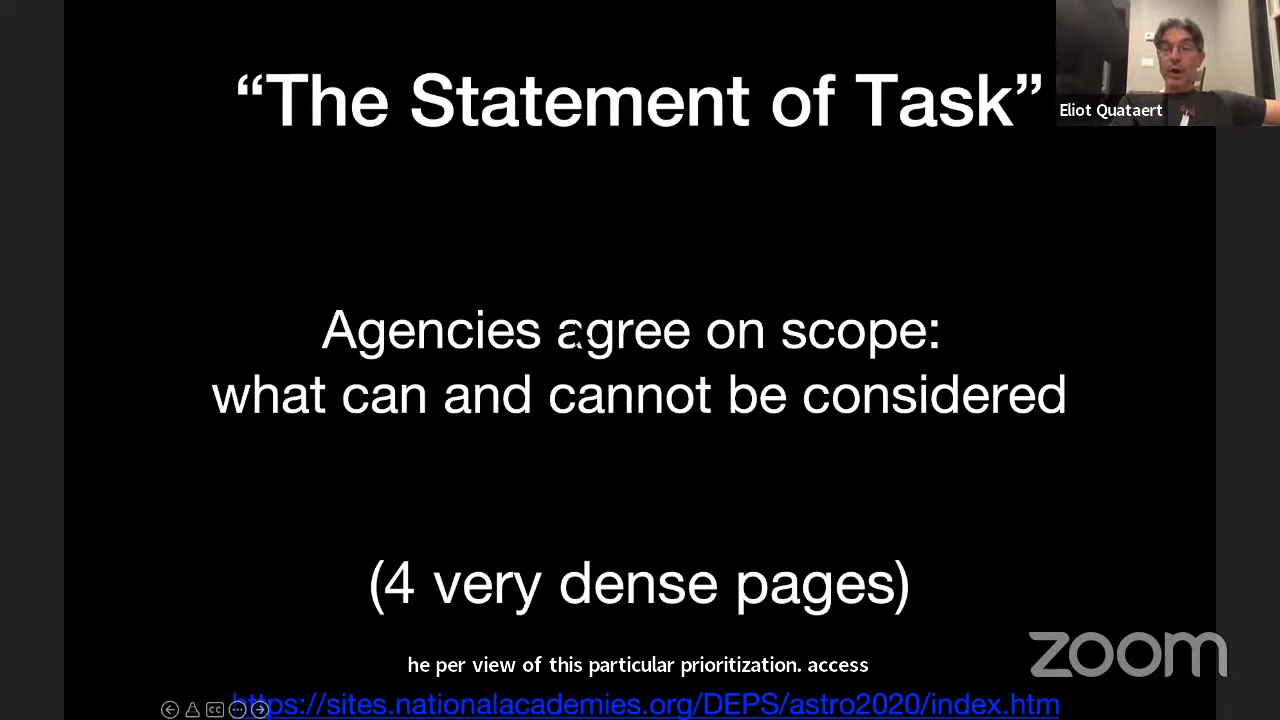 “The Statement of Task”
Eliot Quataert
Agencies agree on scope:
what can and cannot be considered
(4 very dense pages)
he per view of this particular prioritization. access
zoom
https://sites.nationalacademies.org/DEPS/astro2020/index.htm